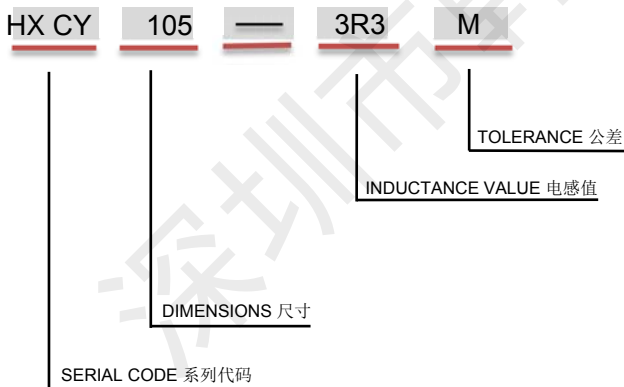 HX CY 105 — 3R3 M
TOLERANCE 公差
INDUCTANCE VALUE 电感值
DIMENSIONS 尺寸
SERIAL CODE 系列代码
深圳市